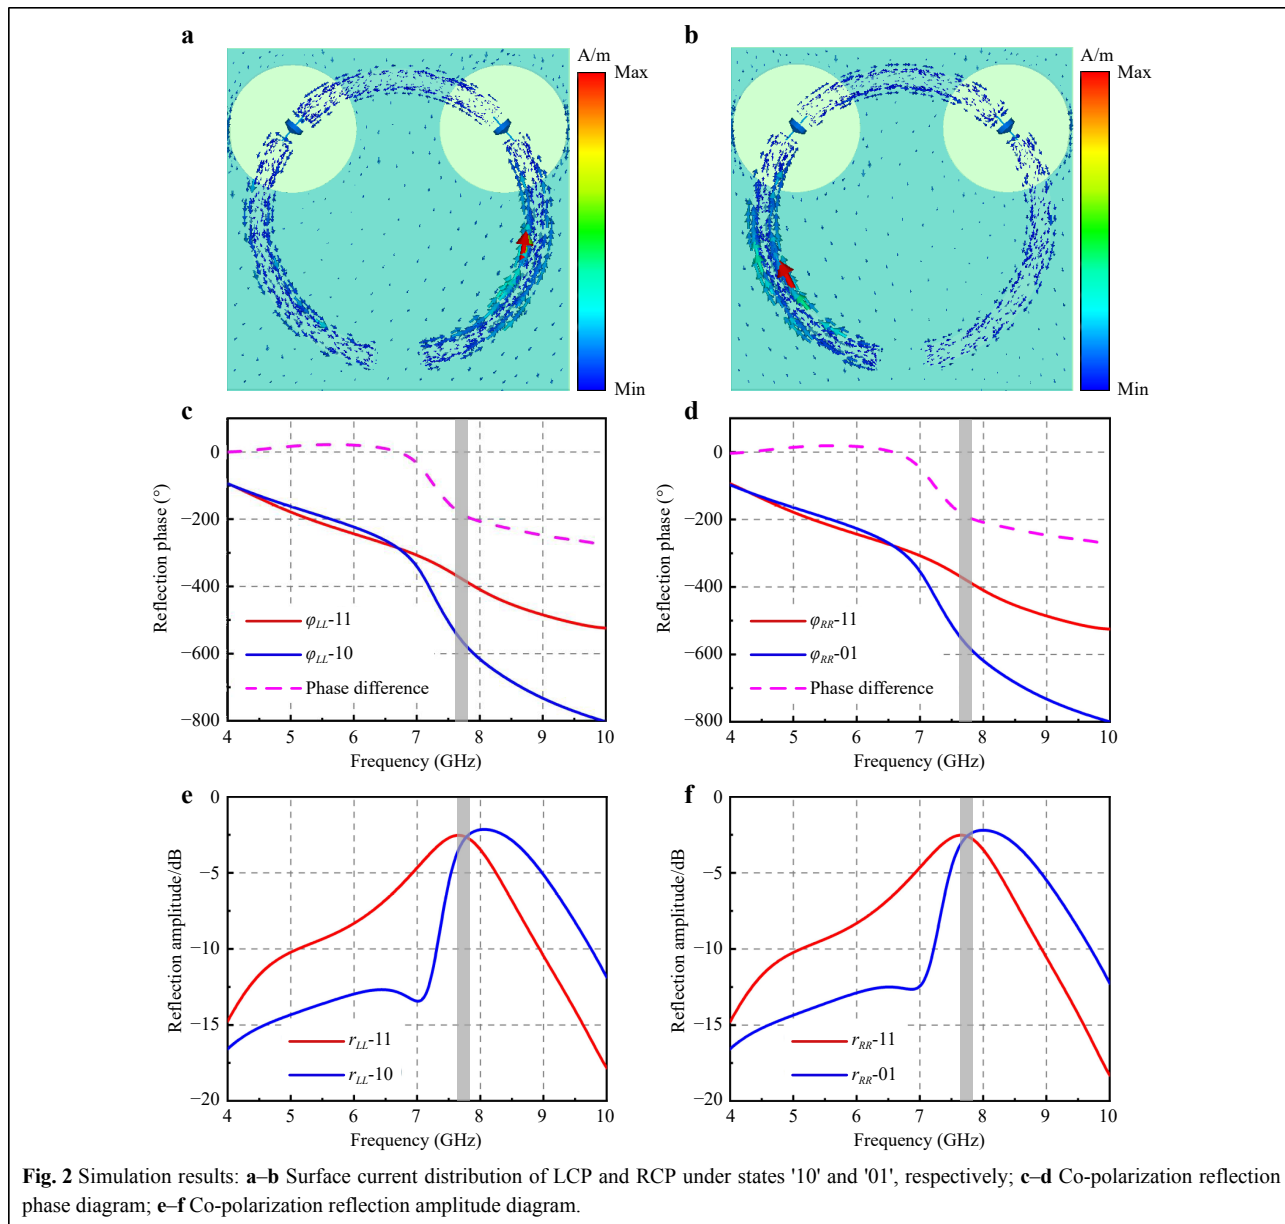 a
A/m
Max
Min
b
A/m
Max
Min
c
Reflection phase (°)
0
−200
−400
−600
−800
φLL-11
φLL-10
Phase difference
4 5 6 7 8 9 10
Frequency (GHz)
d
Reflection phase (°)
0
−200
−400
−600
−800
φRR-11
φRR-01
Phase difference
4 5 6 7 8 9 10
Frequency (GHz)
e
Reflection amplitude/dB
0
−5
−10
−15
−20
rLL-11
rLL-10
4 5 6 7 8 9 10
Frequency (GHz)
f
Reflection amplitude/dB
0
−5
−10
−15
−20
rRR-11
rRR-01
4 5 6 7 8 9 10
Frequency (GHz)
Fig. 2 Simulation results: a–b Surface current distribution of LCP and RCP under states '10' and '01', respectively; c–d Co-polarization reflection
phase diagram; e–f Co-polarization reflection amplitude diagram.